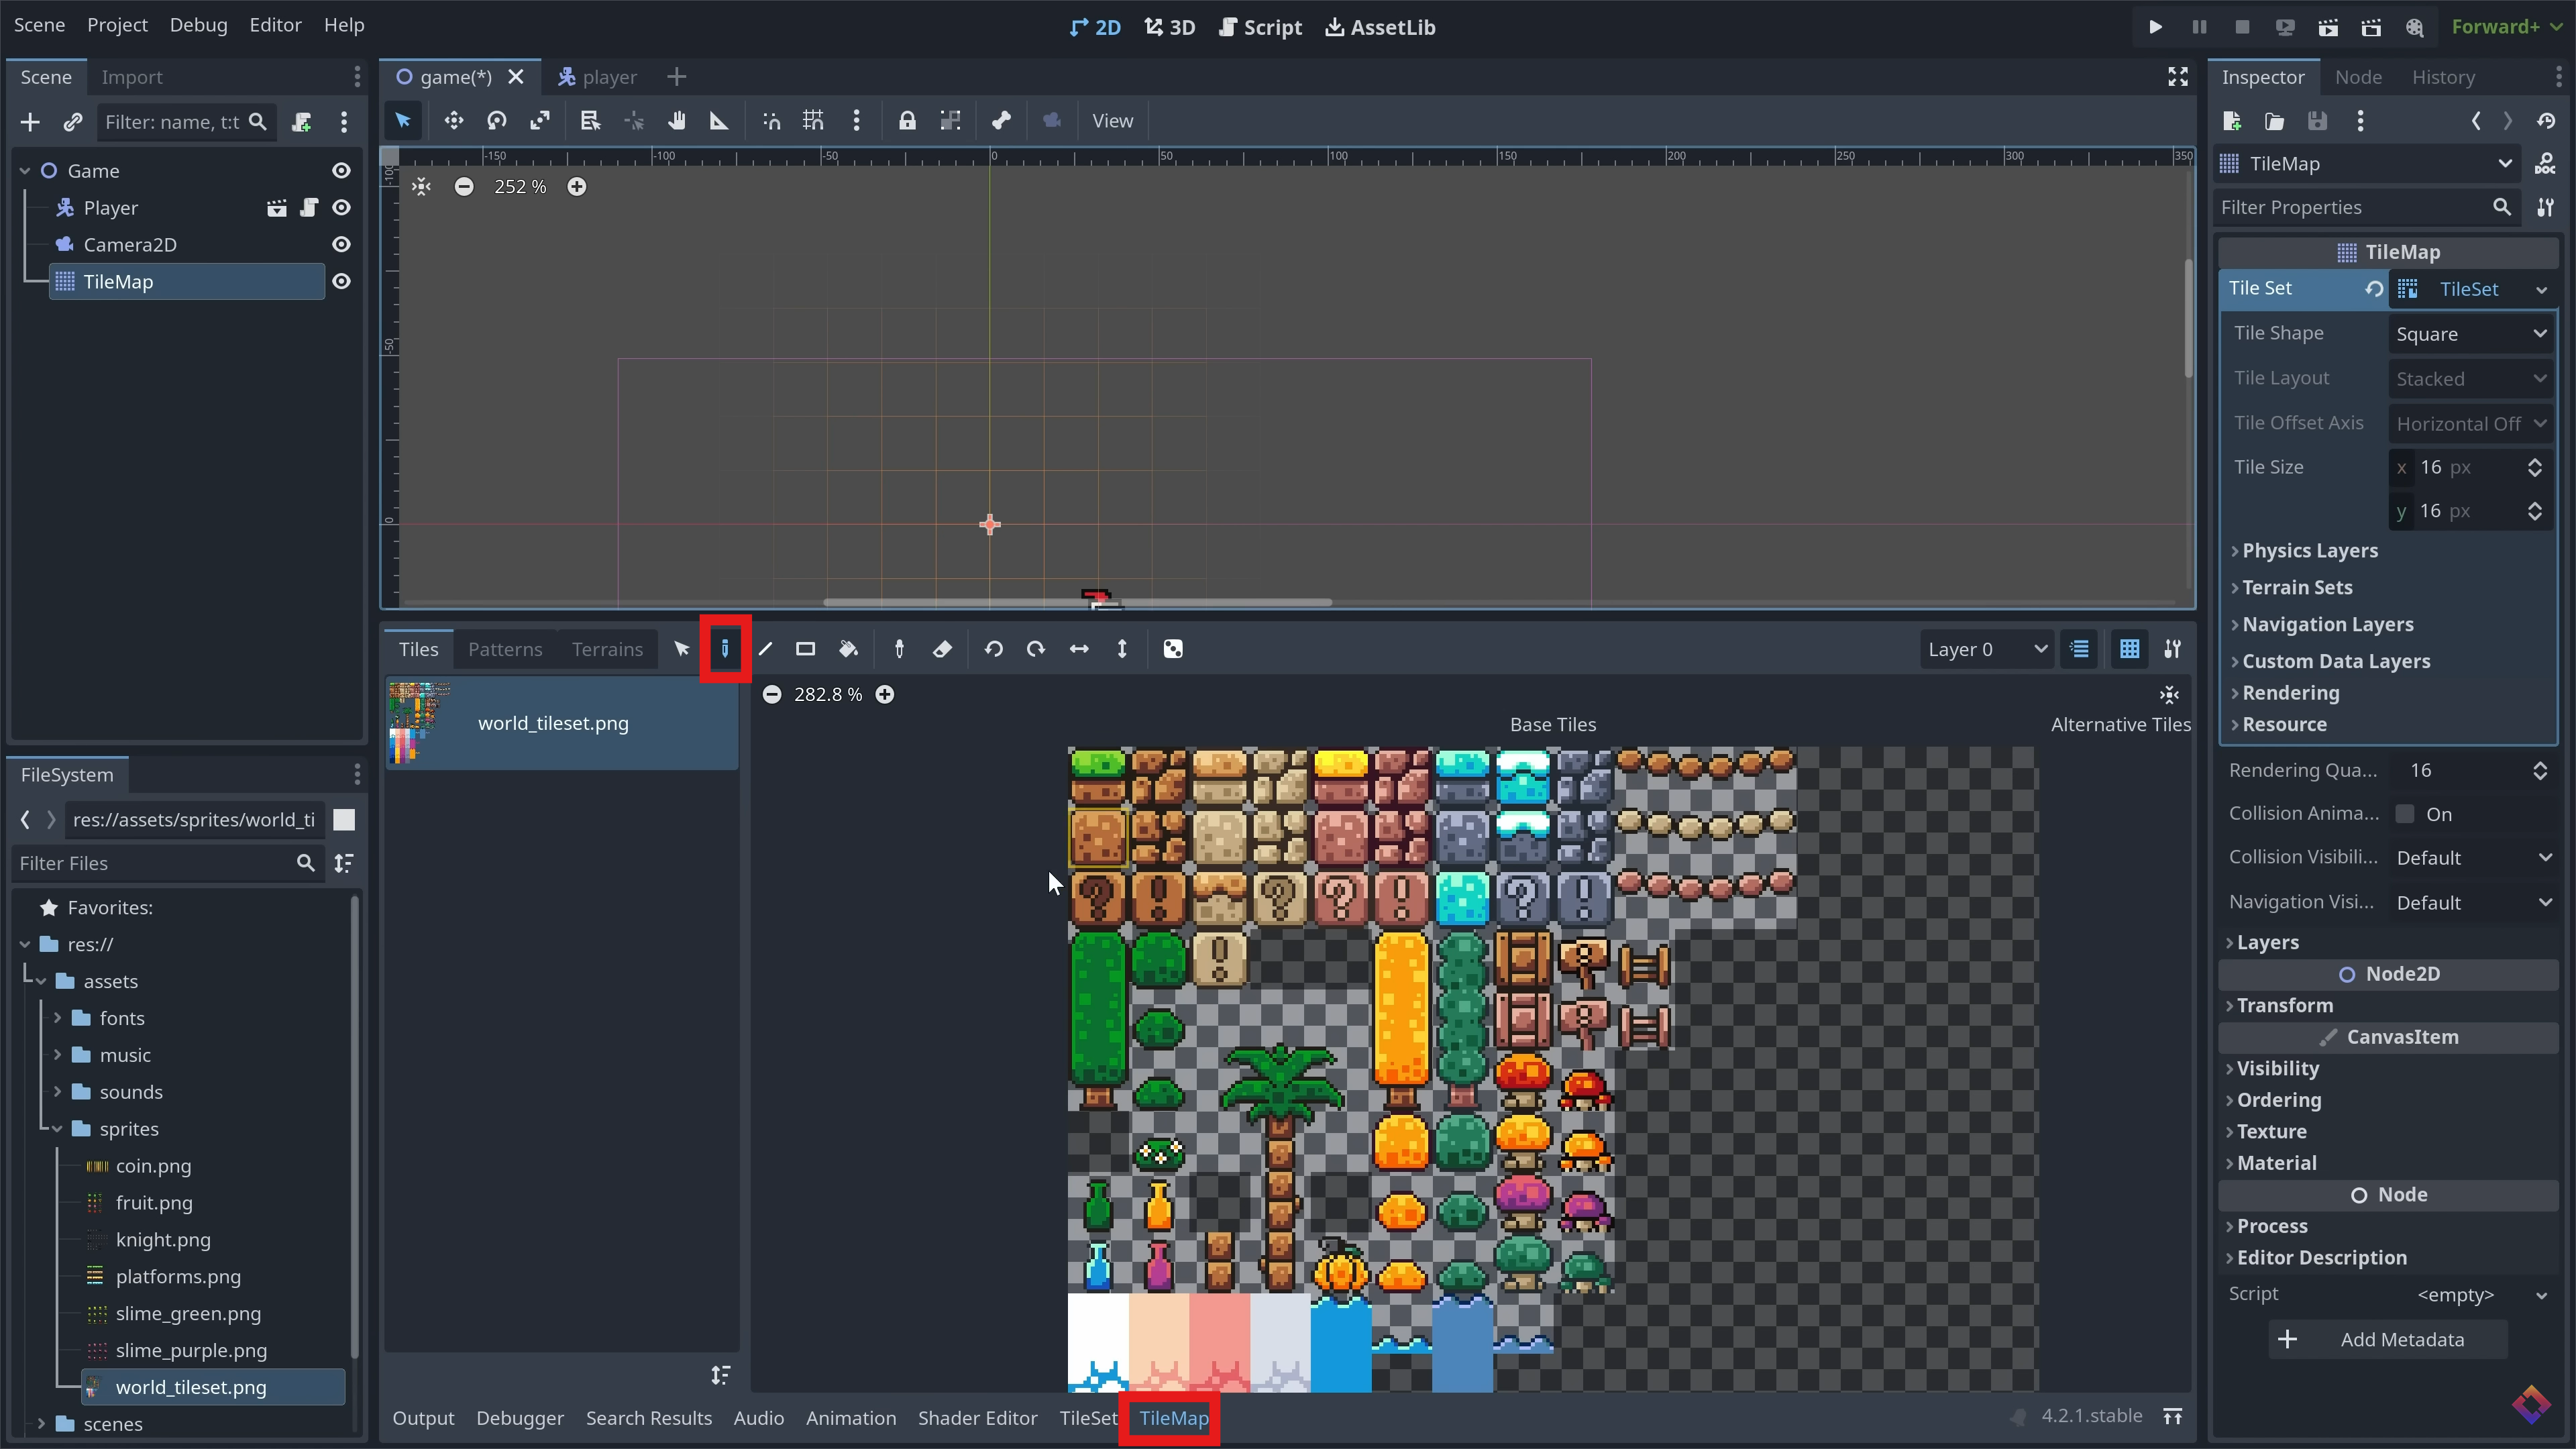 Scene Project Debug Editor Help
2D 3D Script AssetLib
Forward+
Scene Import
Filter: name, t:t
Game
Player
Camera2D
TileMap
FileSystem
res://assets/sprites/world_ti
Filter Files
Favorites:
res://
assets
fonts
music
sounds
sprites
coin.png
fruit.png
knight.png
platforms.png
slime_green.png
slime_purple.png
world_tileset.png
scenes
game(*) player
View
-150 -100 -50 0 50 100 150 200 250 300 350
252 %
-50
0
Tiles Patterns Terrains
Layer 0
world_tileset.png
282.8 %
Base Tiles
Alternative Tiles
Output Debugger Search Results Audio Animation Shader Editor TileSet TileMap
4.2.1.stable
Inspector Node History
TileMap
Filter Properties
TileMap
Tile Set TileSet
Tile Shape Square
Tile Layout Stacked
Tile Offset Axis Horizontal Off
Tile Size x 16 px
y 16 px
Physics Layers
Terrain Sets
Navigation Layers
Custom Data Layers
Rendering
Resource
Rendering Qua... 16
Collision Anima... On
Collision Visibili... Default
Navigation Visi... Default
Layers
Node2D
Transform
CanvasItem
Visibility
Ordering
Texture
Material
Node
Process
Editor Description
Script <empty>
Add Metadata